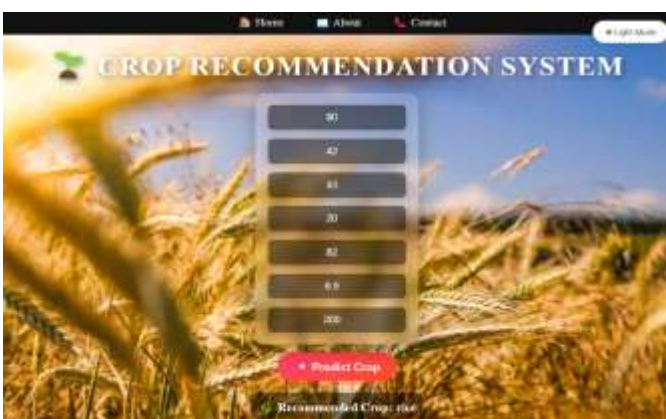 Home About Contact
Light Mode
CROP RECOMMENDATION SYSTEM
90
42
43
20
82
6.5
200
Predict Crop
Recommended Crop: rice